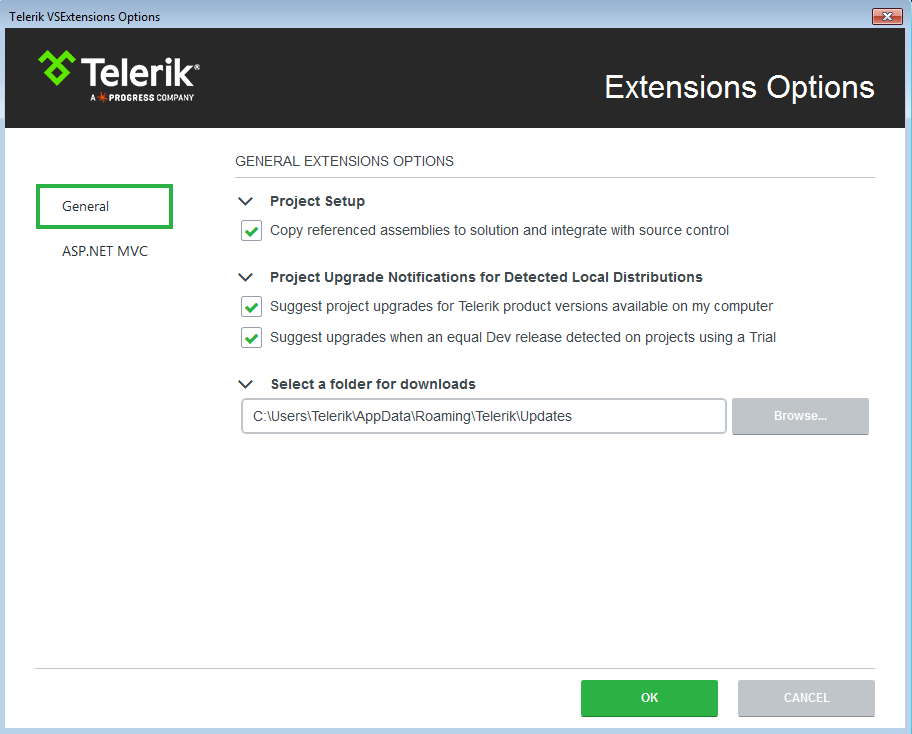 Telerik VSExtensions Options
Telerik®
A PROGRESS COMPANY
Extensions Options
General
ASP.NET MVC
GENERAL EXTENSIONS OPTIONS
Project Setup
Copy referenced assemblies to solution and integrate with source control
Project Upgrade Notifications for Detected Local Distributions
Suggest project upgrades for Telerik product versions available on my computer
Suggest upgrades when an equal Dev release detected on projects using a Trial
Select a folder for downloads
C:\Users\Telerik\AppData\Roaming\Telerik\Updates
Browse...
OK
CANCEL